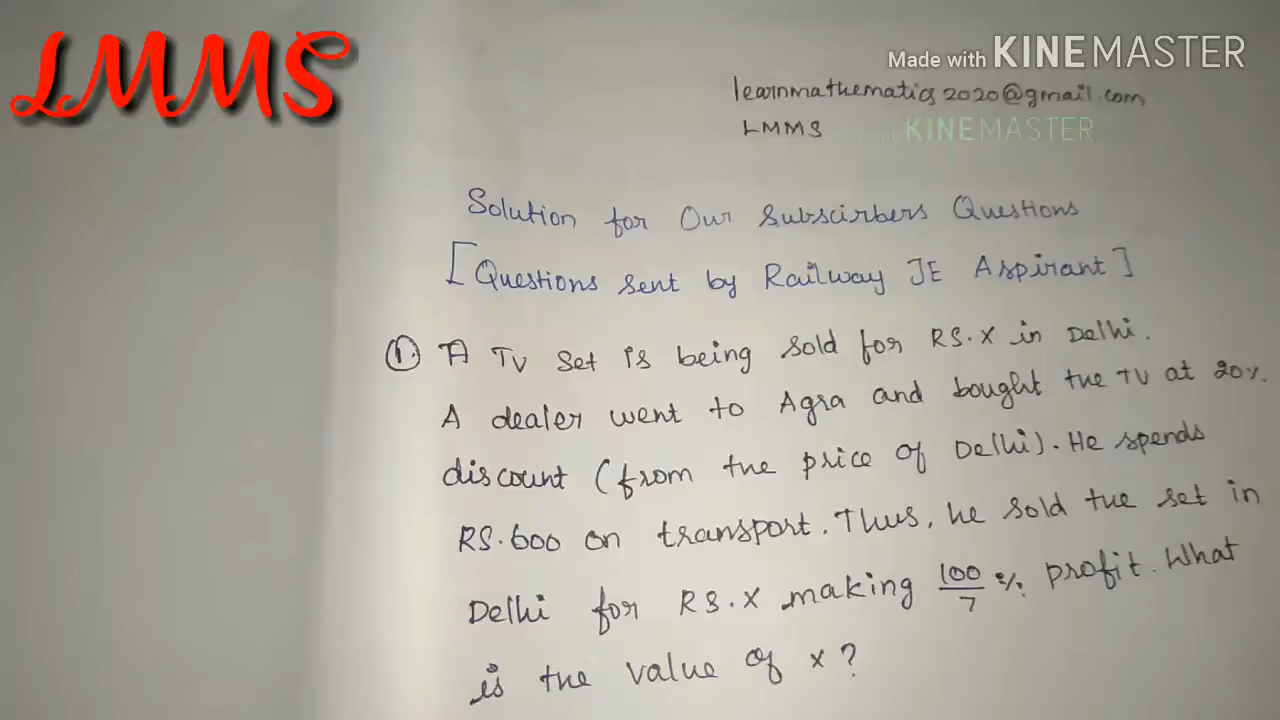 LMMS
Made with KINEMASTER
learnmathematics2020@gmail.com
LMMS
KINEMASTER
Solution for Our Subscirbers Questions
[Questions sent by Railway JE Aspirant]
1. A TV set is being sold for RS.X in Delhi.
A dealer went to Agra and bought the TV at 20%.
discount (from the price of Delhi). He spends
RS.600 on transport. Thus, he sold the set in
Delhi for RS.X making 100/7 % profit. What
is the value of x?